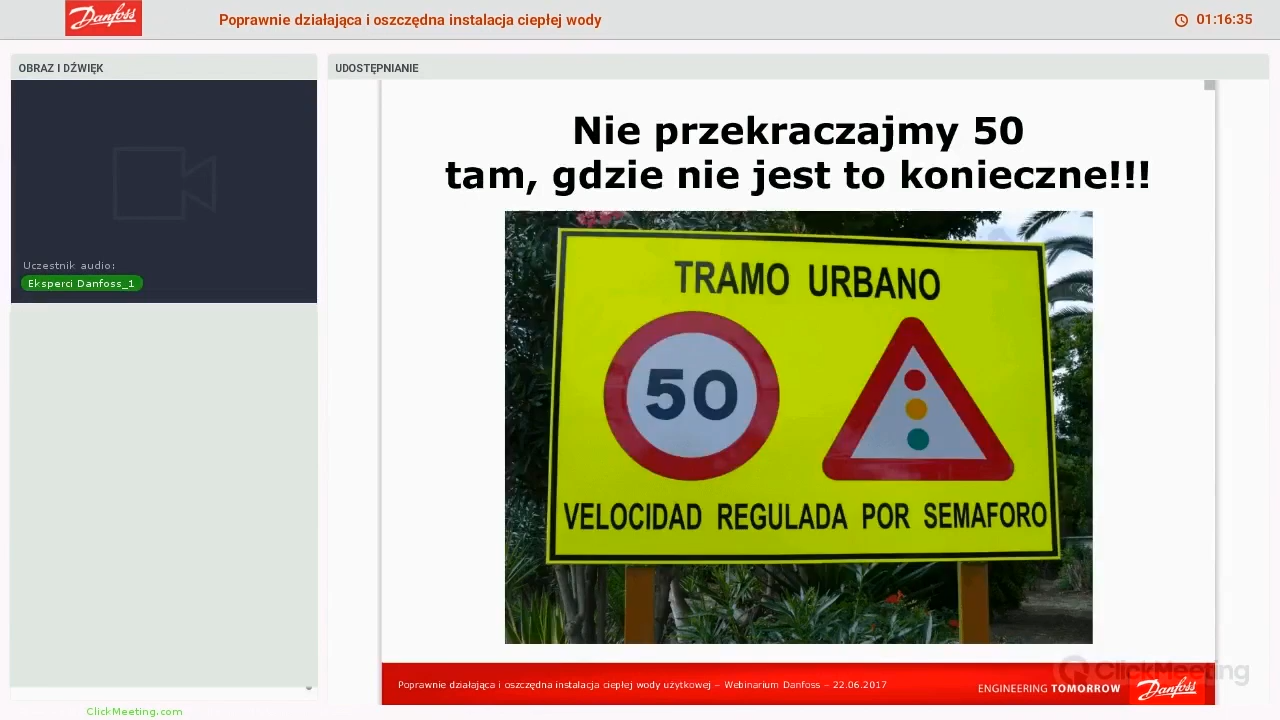 Danfoss
Poprawnie działająca i oszczędna instalacja ciepłej wody
01:16:35
OBRAZ I DŹWIĘK
UDOSTĘPNIANIE
Uczestnik audio:
Eksperci Danfoss_1
Nie przekraczajmy 50
tam, gdzie nie jest to konieczne!!!
TRAMO URBANO
50
VELOCIDAD REGULADA POR SEMAFORO
Poprawnie działająca i oszczędna instalacja ciepłej wody użytkowej – Webinarium Danfoss – 22.06.2017
ENGINEERING TOMORROW
Danfoss
ClickMeeting
ClickMeeting.com